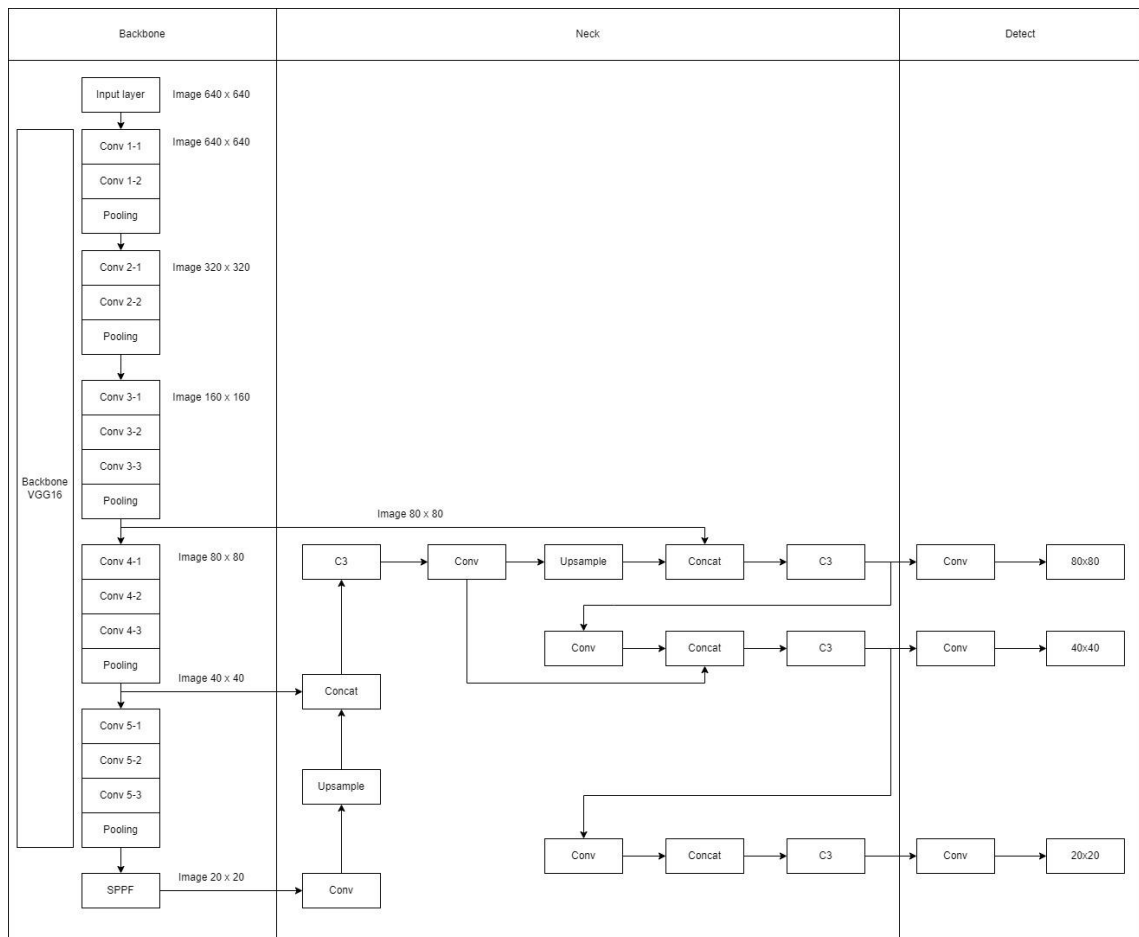 Backbone
Neck
Detect
Input layer
Image 640 x 640
Conv 1-1
Image 640 x 640
Conv 1-2
Pooling
Conv 2-1
Image 320 x 320
Conv 2-2
Pooling
Conv 3-1
Image 160 x 160
Conv 3-2
Conv 3-3
Pooling
Backbone
VGG16
Image 80 x 80
Conv 4-1
Image 80 x 80
C3
Conv
Upsample
Concat
C3
Conv
80x80
Conv 4-2
Conv 4-3
Conv
Concat
C3
Conv
40x40
Pooling
Image 40 x 40
Concat
Conv 5-1
Conv 5-2
Conv 5-3
Upsample
Pooling
Conv
Concat
C3
Conv
20x20
SPPF
Image 20 x 20
Conv